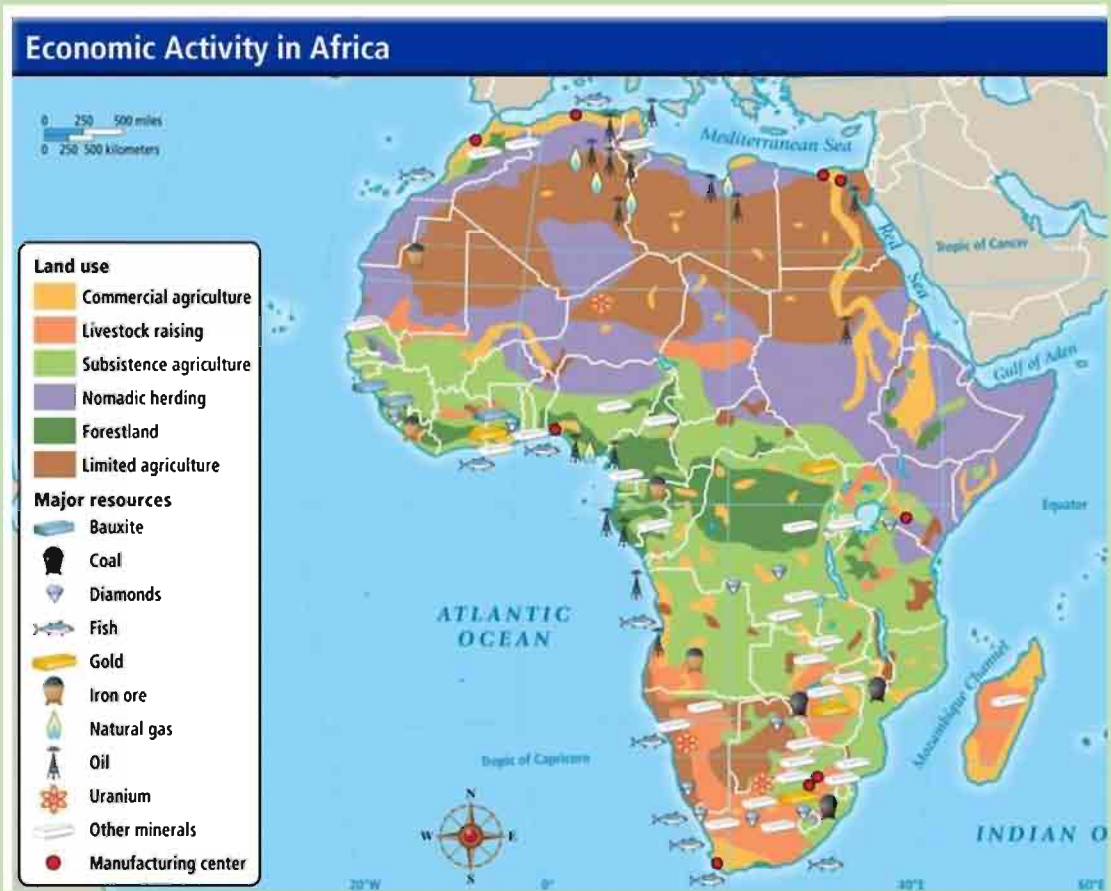 Economic Activity in Africa
0 250 500 miles
0 250 500 kilometers
Mediterranean Sea
Red
Sea
Tropic of Cancer
Gulf of Aden
Land use
Commercial agriculture
Livestock raising
Subsistence agriculture
Nomadic herding
Forestland
Limited agriculture
Major resources
Bauxite
Coal
Diamonds
Fish
Gold
Iron ore
Natural gas
Oil
Uranium
Other minerals
Manufacturing center
Equator
ATLANTIC
OCEAN
Mozambique Channel
Tropic of Capricorn
N
W E
S
INDIAN O
20°W 0° 40°E 60°E